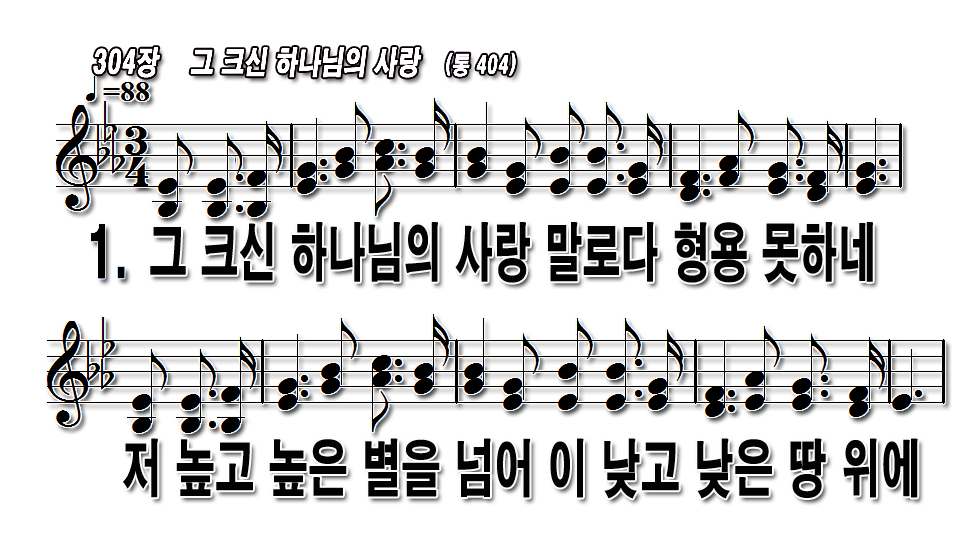 304장 그 크신 하나님의 사랑 (통 404)
♩=88
3
4
1. 그 크신 하나님의 사랑 말로다 형용 못하네
저 높고 높은 별을 넘어 이 낮고 낮은 땅 위에